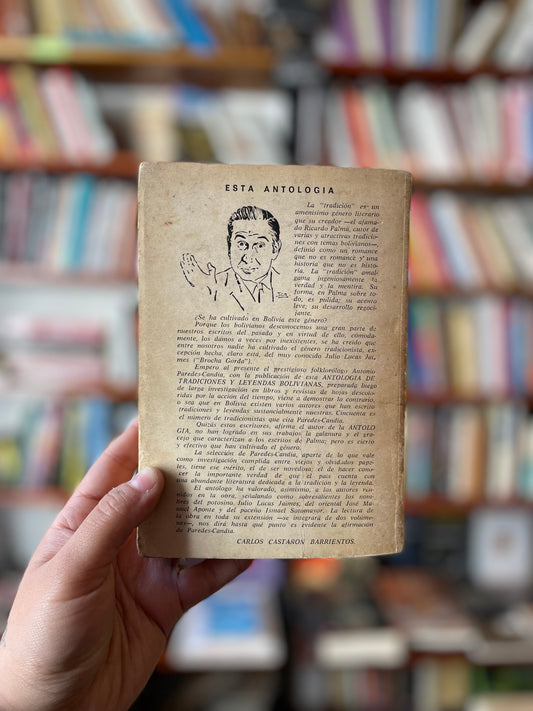 ESTA ANTOLOGIA
La "tradición" es un
amenísimo género literario
que su creador —el afama-
do Ricardo Palma, autor de
varias y atractivas tradicio-
nes con temas bolivianos—,
definió como un romance
que no es romance y una
historia que no es histo-
ria. La "tradición" amal-
gama ingeniosamente la
verdad y la mentira. Su
forma, en Palma sobre to-
do, es pulida; su acento
leve; su desarrollo nego-
ciante.
¿Se ha cultivado en Bolivia este género?
Porque los bolivianos desconocemos una gran parte de
nuestros escritos del pasado y en virtud de ello, cómoda-
mente, los damos a veces por inexistentes, se ha creído que
entre nosotros nadie ha cultivado el género tradicionista, ex-
cepción hecha, claro está, del muy conocido Julio Lucas Jai-
mes ("Brocha Gorda").
Empero al presente el prestigioso folklorólogo Antonio
Paredes-Candia, con la publicación de esta ANTOLOGIA DE
TRADICIONES Y LEYENDAS BOLIVIANAS, preparada luego
de larga investigación en libros y revistas de hojas descolo-
ridas por la acción del tiempo, viene a demostrar lo contrario,
o sea que en Bolivia existen varios autores que han escrito
tradiciones y leyendas sustancialmente nuestras. Cincuenta es
el número de tradicionistas que cita Paredes-Candia.
Quizás estos escritores, afirma el autor de la ANTOLO
GIA, no han logrado en sus trabajos la galanura y el gra-
cejo que caracterizan a los escritos de Palma; pero es cierto
y efectivo que han cultivado el género.
La selección de Paredes-Candia, aparte de lo que vale
como investigación cumplida entre viejos y olvidados pape-
les, tiene ese mérito, el de ser novedosa; el de hacer cono-
cer la importante verdad de que el país cuenta con
una abundante literatura dedicada a la tradición y la leyenda.
El antólogo ha valorado, asimismo, a los autores reu-
nidos en la obra, señalando como sobresalientes los nom-
bres del potosino Julio Lucas Jaimes, del oriental José Ma-
nuel Aponte y del paceño Ismael Sotomayor. La lectura de
la obra en toda su extensión —se integrará de dos volúme-
nes—, nos dirá hasta qué punto es evidente la afirmación
de Paredes-Candia.
CARLOS CASTAÑON BARRIENTOS.